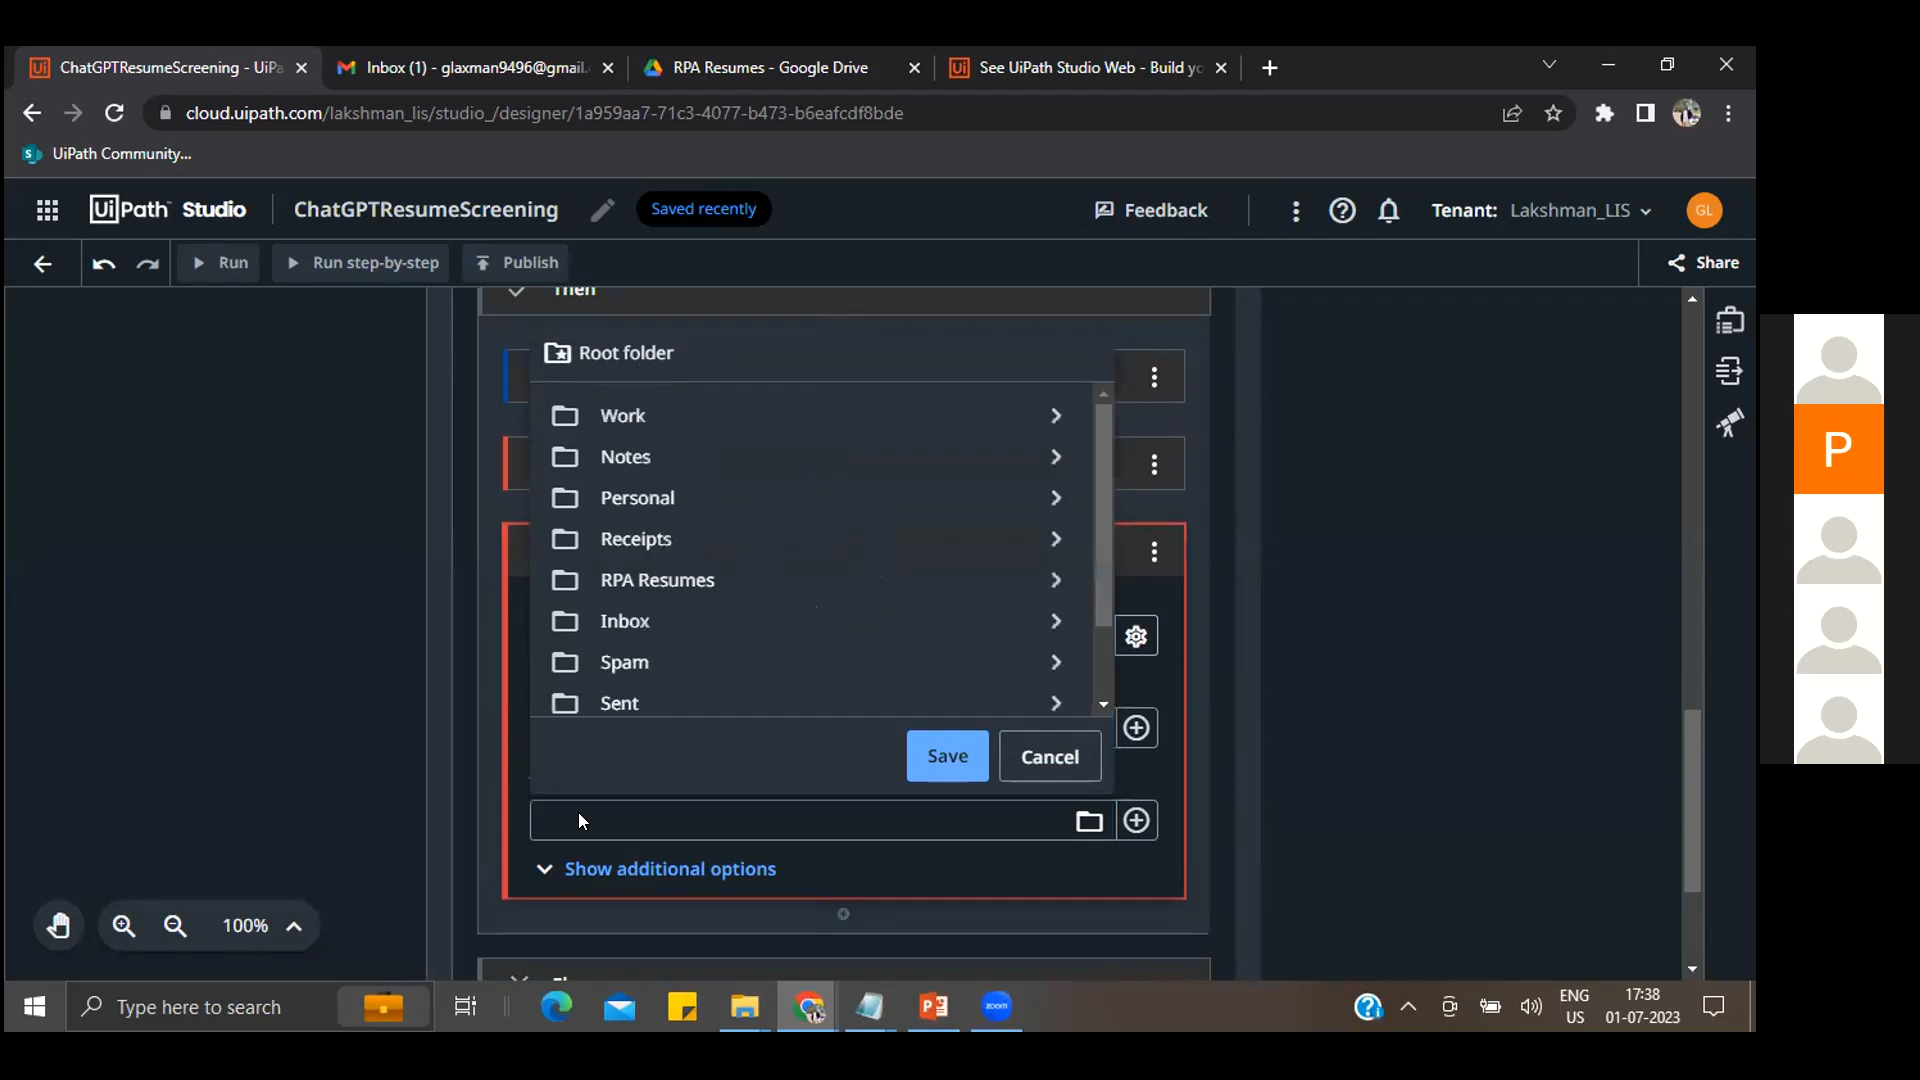 ChatGPTResumeScreening - UiPa
Inbox (1) - glaxman9496@gmail.
RPA Resumes - Google Drive
See UiPath Studio Web - Build yo
cloud.uipath.com/lakshman_lis/studio_/designer/1a959aa7-71c3-4077-b473-b6eafcdf8bde
S
UiPath Community...
UiPath Studio
ChatGPTResumeScreening
Saved recently
Feedback
Tenant: Lakshman_LIS
GL
Run
Run step-by-step
Publish
Share
Then
Root folder
Work
Notes
Personal
Receipts
RPA Resumes
Inbox
Spam
Sent
Save
Cancel
Show additional options
100%
P
Type here to search
zoom
ENG
US
17:38
01-07-2023